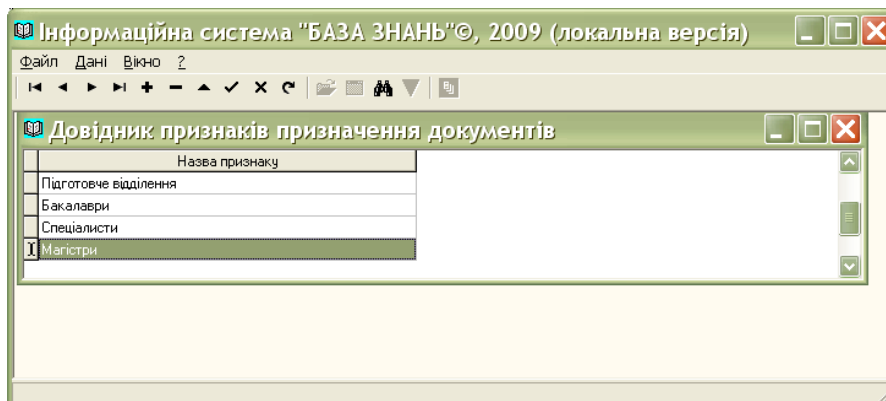 Інформаційна система "БАЗА ЗНАНЬ"©, 2009 (локальна версія)
Файл Дані Вікно ?
Довідник признаків призначення документів
Назва признаку
Підготовче відділення
Бакалаври
Спеціалисти
Магістри